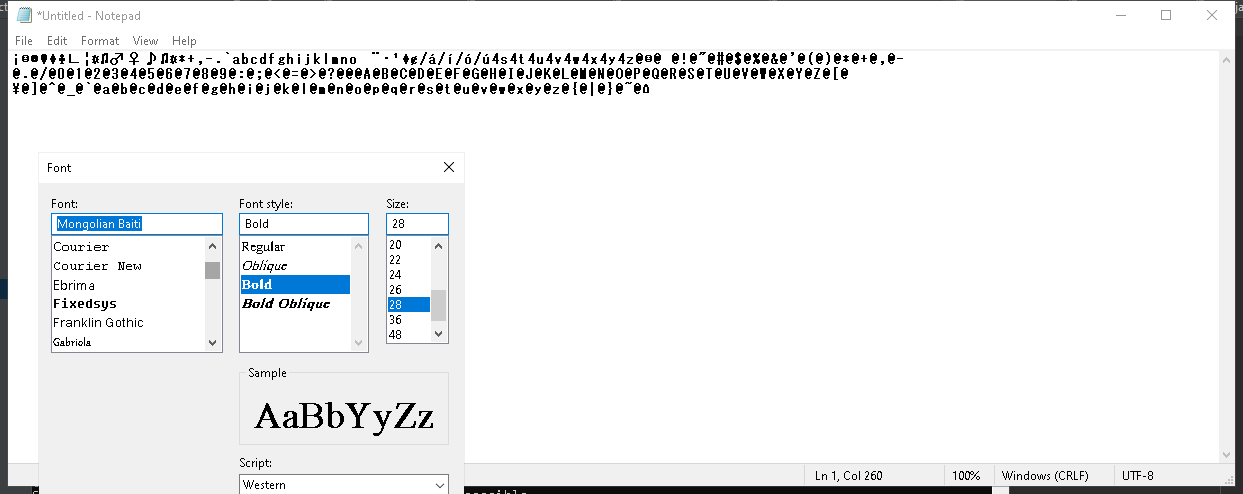 *Untitled - Notepad
File Edit Format View Help
,-.`abcdfghijklmno
@.@/@0@1@2@3@4@5@6@7@8@9@:@;@<@=@>@?@@@A@B@C@D@E@F@G@H@I@J@K@L@M@N@O@P@Q@R@S@T@U@V@W@X@Y@Z@[@
¥@]@^@_@`@a@b@c@d@e@f@g@h@i@j@k@l@m@n@o@p@q@r@s@t@u@v@w@x@y@z@{@|@}@~@
Font
Font: Font style: Size:
Mongolian Baiti Bold 28
Courier Regular 20
Courier New Oblique 22
Ebrima Bold 24
Fixedsys Bold Oblique 26
Franklin Gothic 28
Gabriola 36
48
Sample
AaBbYyZz
Script:
Western
Ln 1, Col 260 100% Windows (CRLF) UTF-8